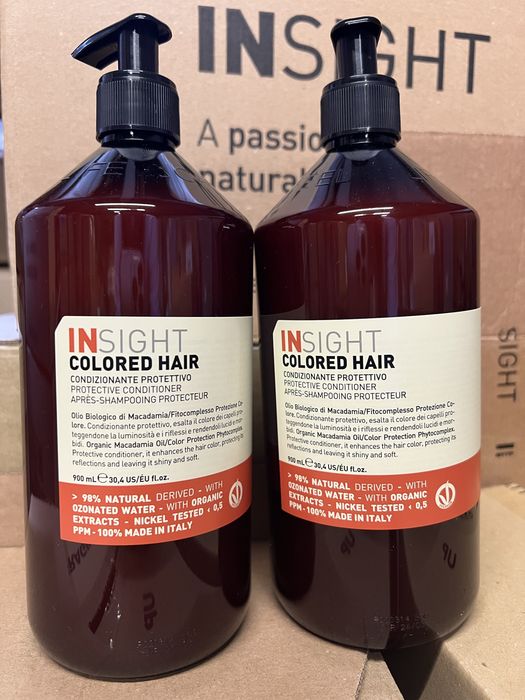 INSIGHT
A passio
natural
INSIGHT
COLORED HAIR
CONDIZIONANTE PROTETTIVO
PROTECTIVE CONDITIONER
APRÈS-SHAMPOOING PROTECTEUR
Olio Biologico di Macadamia/Fitocomplesso Protezione Co-
lore. Condizionante protettivo, esalta il colore dei capelli pro-
teggendone la luminosità e i riflessi e rendendoli lucidi e mor-
bidi. Organic Macadamia Oil/Color Protection Phytocomplex.
Protective conditioner, it enhances the hair color, protecting its
reflections and leaving it shiny and soft.
900 mL ℮ 30,4 US/ÉU fl.oz.
> 98% NATURAL DERIVED - WITH
OZONATED WATER - WITH ORGANIC
EXTRACTS - NICKEL TESTED < 0,5
PPM - 100% MADE IN ITALY
INSIGHT
COLORED HAIR
CONDIZIONANTE PROTETTIVO
PROTECTIVE CONDITIONER
APRÈS-SHAMPOOING PROTECTEUR
Olio Biologico di Macadamia/Fitocomplesso Protezione Co-
lore. Condizionante protettivo, esalta il colore dei capelli pro-
teggendone la luminosità e i riflessi e rendendoli lucidi e mor-
bidi. Organic Macadamia Oil/Color Protection Phytocomplex.
Protective conditioner, it enhances the hair color, protecting its
reflections and leaving it shiny and soft.
900 mL ℮ 30,4 US/ÉU fl.oz.
> 98% NATURAL DERIVED - WITH
OZONATED WATER - WITH ORGANIC
EXTRACTS - NICKEL TESTED < 0,5
PPM - 100% MADE IN ITALY
SIGHT
UP
UP